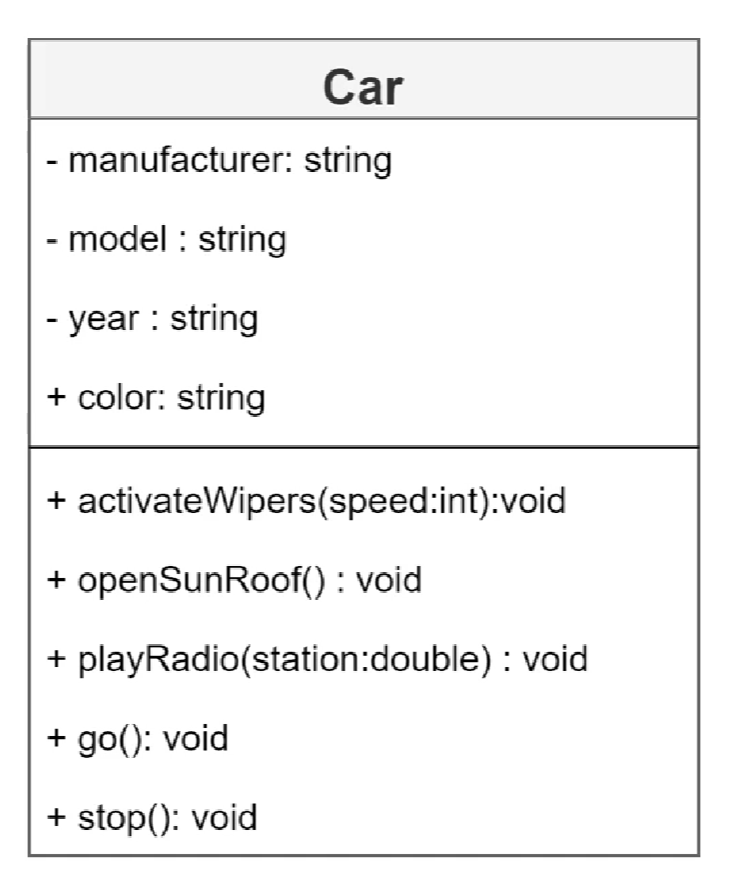 Car
- manufacturer: string
- model : string
- year : string
+ color: string
+ activateWipers(speed:int):void
+ openSunRoof() : void
+ playRadio(station:double) : void
+ go(): void
+ stop(): void